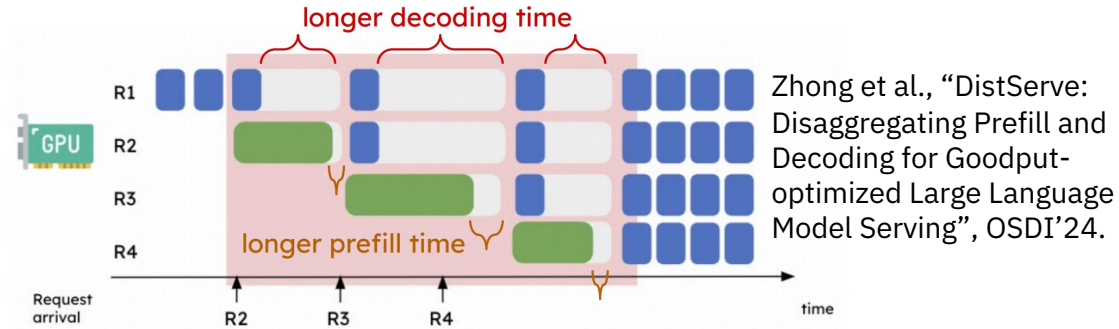 longer decoding time
R1
GPU
R2
R3
longer prefill time
R4
Request
arrival
R2
R3
R4
time
Zhong et al., “DistServe:
Disaggregating Prefill and
Decoding for Goodput-
optimized Large Language
Model Serving”, OSDI’24.